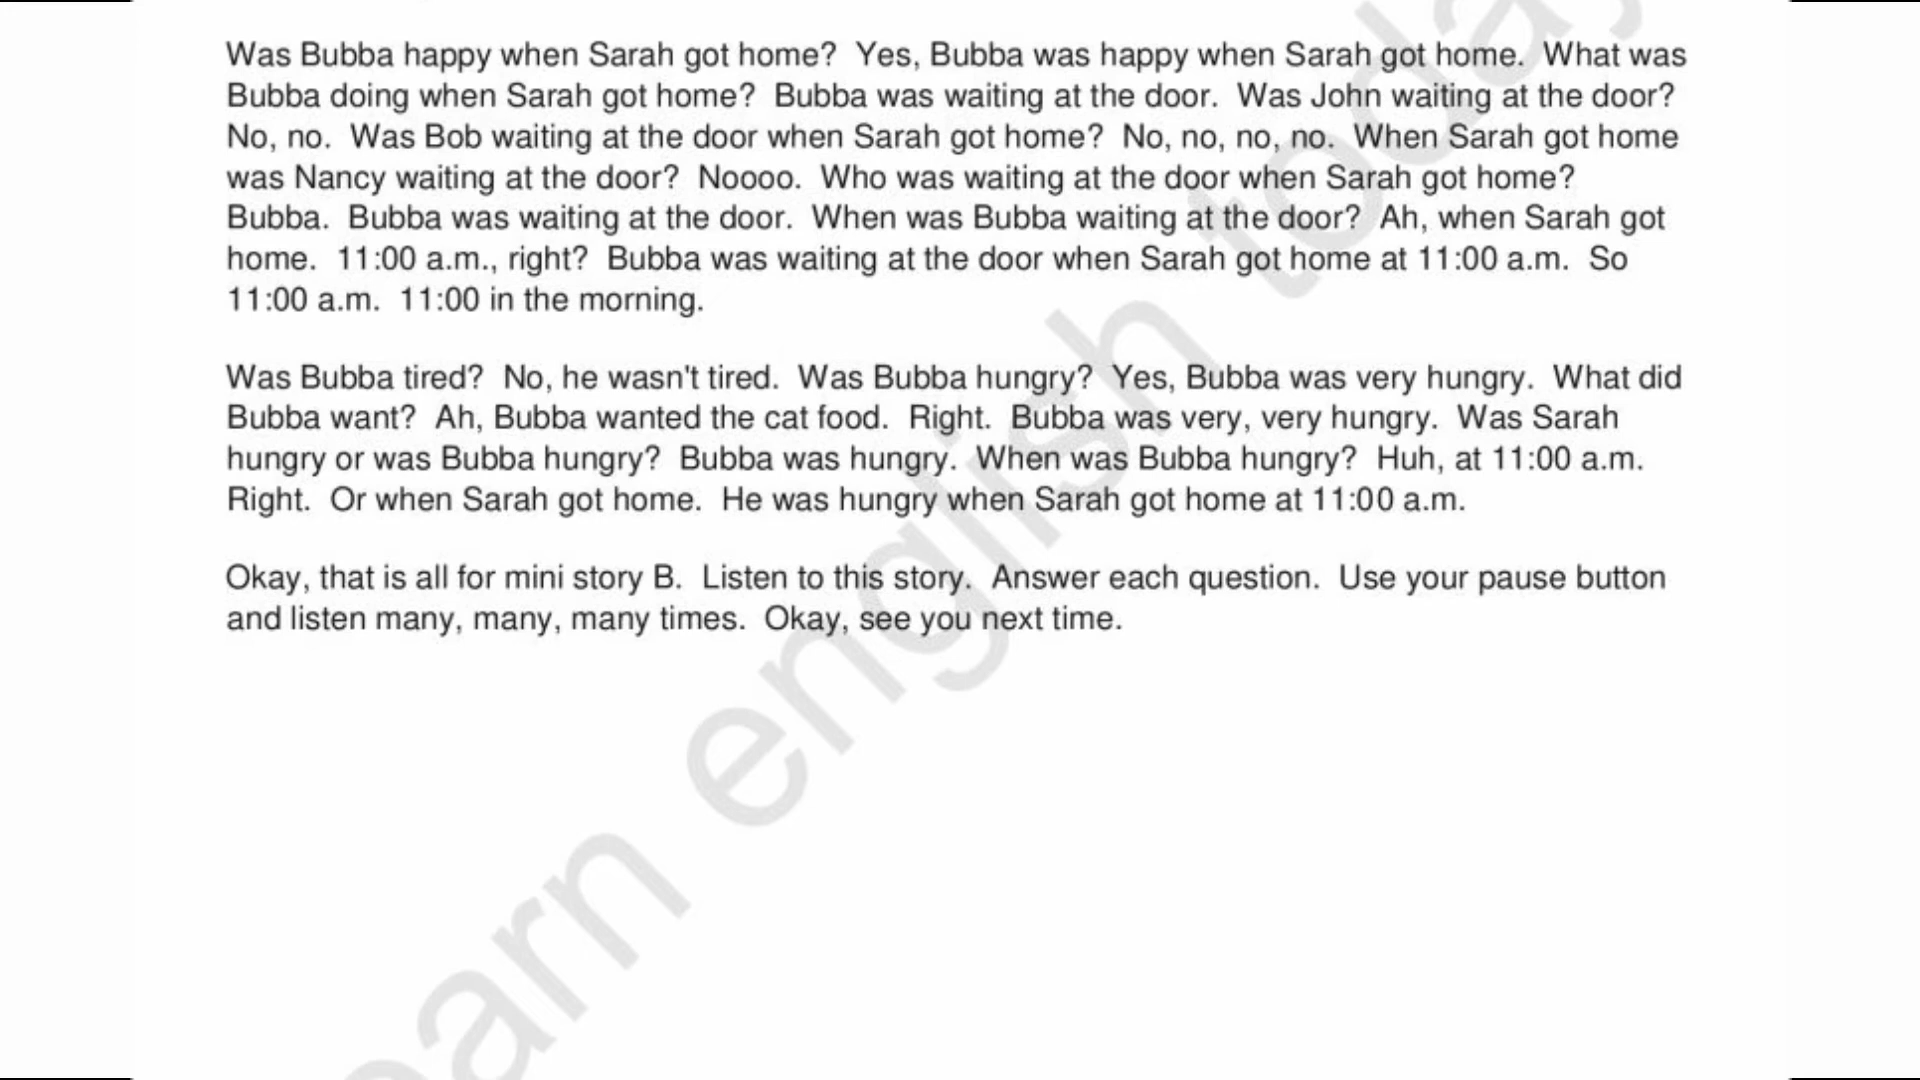 Was Bubba happy when Sarah got home?  Yes, Bubba was happy when Sarah got home.  What was
Bubba doing when Sarah got home?  Bubba was waiting at the door.  Was John waiting at the door?
No, no.  Was Bob waiting at the door when Sarah got home?  No, no, no, no.  When Sarah got home
was Nancy waiting at the door?  Noooo.  Who was waiting at the door when Sarah got home?
Bubba.  Bubba was waiting at the door.  When was Bubba waiting at the door?  Ah, when Sarah got
home.  11:00 a.m., right?  Bubba was waiting at the door when Sarah got home at 11:00 a.m.  So
11:00 a.m.  11:00 in the morning.
Was Bubba tired?  No, he wasn't tired.  Was Bubba hungry?  Yes, Bubba was very hungry.  What did
Bubba want?  Ah, Bubba wanted the cat food.  Right.  Bubba was very, very hungry.  Was Sarah
hungry or was Bubba hungry?  Bubba was hungry.  When was Bubba hungry?  Huh, at 11:00 a.m.
Right.  Or when Sarah got home.  He was hungry when Sarah got home at 11:00 a.m.
Okay, that is all for mini story B.  Listen to this story.  Answer each question.  Use your pause button
and listen many, many, many times.  Okay, see you next time.
earn english today